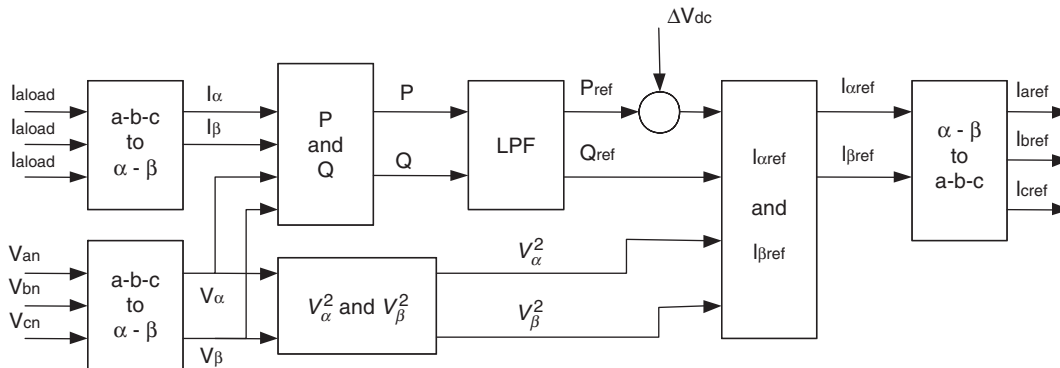 ΔVdc
Iaload
Iaload
Iaload
a-b-c
to
α - β
Iα
Iβ
P
and
Q
P
Q
LPF
Pref
Qref
Iαref
and
Iβref
Iαref
Iβref
α - β
to
a-b-c
Iaref
Ibref
Icref
Van
Vbn
Vcn
a-b-c
to
α - β
Vα
Vβ
V²α and V²β
V²α
V²β